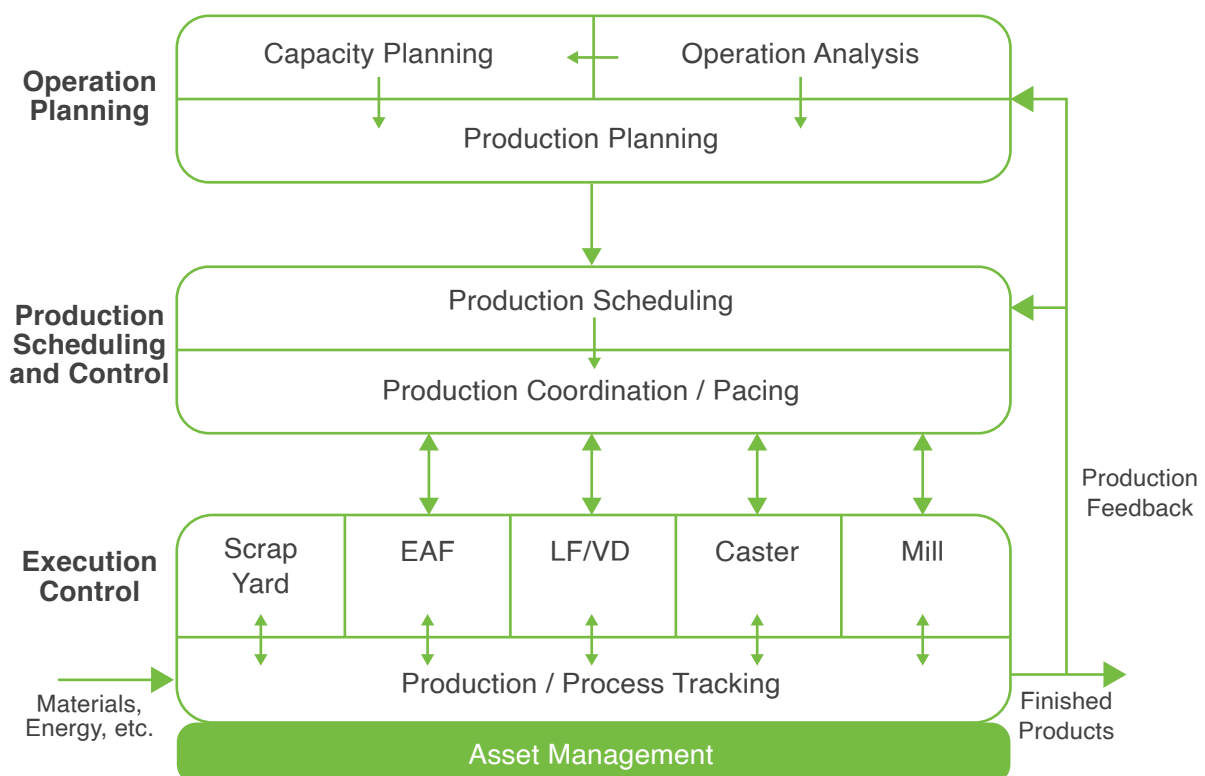 Operation
Planning
Capacity Planning
Operation Analysis
Production Planning
Production
Scheduling
and Control
Production Scheduling
Production Coordination / Pacing
Production
Feedback
Execution
Control
Scrap
Yard
EAF
LF/VD
Caster
Mill
Production / Process Tracking
Materials,
Energy, etc.
Finished
Products
Asset Management